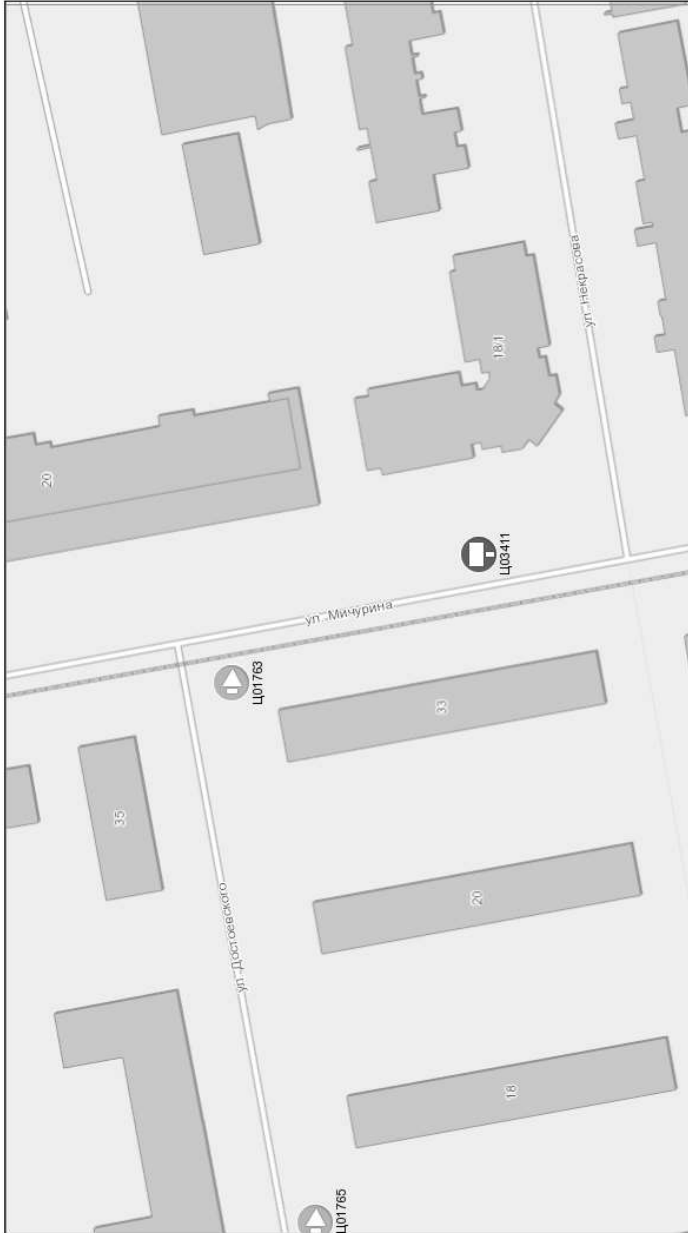 ул. Некрасова
18/1
20
Ц03411
ул. Мичурина
Ц01763
33
35
20
ул. Достоевского
18
Ц01765